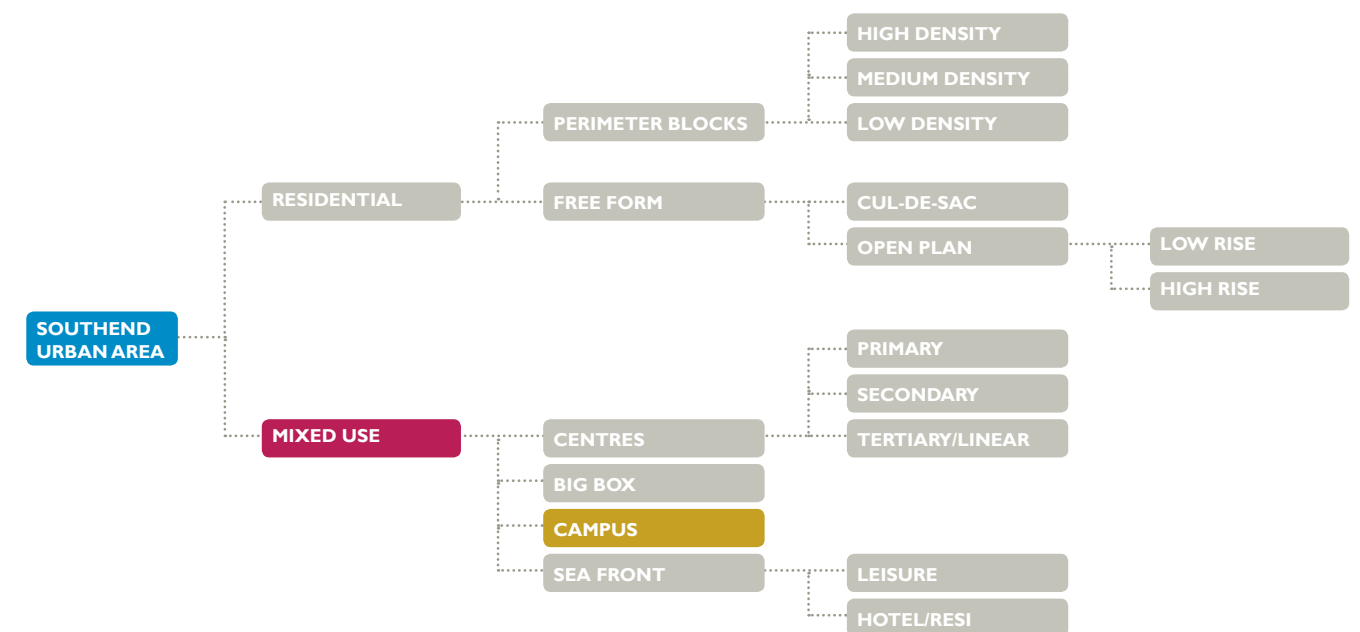 HIGH DENSITY
MEDIUM DENSITY
PERIMETER BLOCKS
LOW DENSITY
RESIDENTIAL
FREE FORM
CUL-DE-SAC
OPEN PLAN
LOW RISE
HIGH RISE
SOUTHEND
URBAN AREA
PRIMARY
SECONDARY
MIXED USE
CENTRES
TERTIARY/LINEAR
BIG BOX
CAMPUS
SEA FRONT
LEISURE
HOTEL/RESI